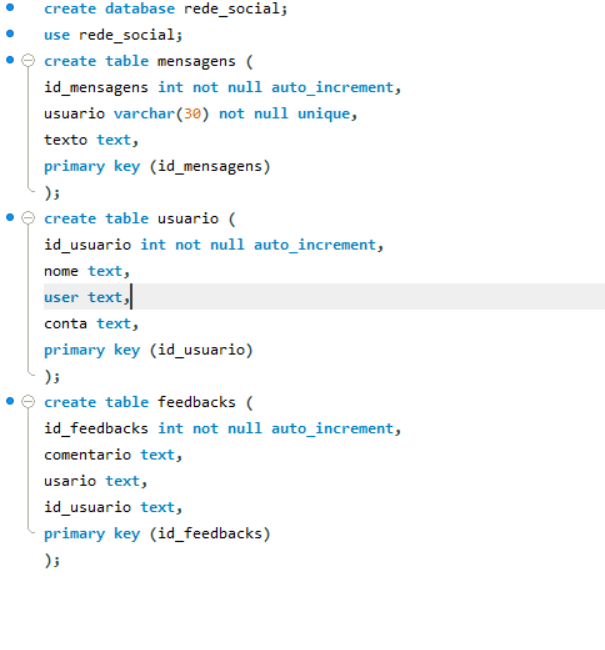 create database rede_social;
use rede_social;
create table mensagens (
id_mensagens int not null auto_increment,
usuario varchar(30) not null unique,
texto text,
primary key (id_mensagens)
);
create table usuario (
id_usuario int not null auto_increment,
nome text,
user text,
conta text,
primary key (id_usuario)
);
create table feedbacks (
id_feedbacks int not null auto_increment,
comentario text,
usario text,
id_usuario text,
primary key (id_feedbacks)
);